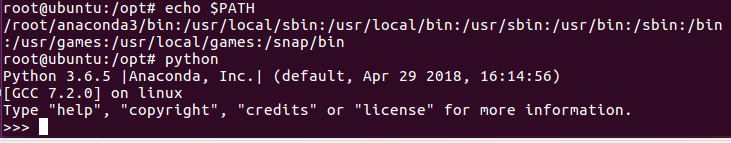 root@ubuntu:/opt# echo $PATH
/root/anaconda3/bin:/usr/local/sbin:/usr/local/bin:/usr/sbin:/usr/bin:/sbin:/bin
:/usr/games:/usr/local/games:/snap/bin
root@ubuntu:/opt# python
Python 3.6.5 |Anaconda, Inc.| (default, Apr 29 2018, 16:14:56)
[GCC 7.2.0] on linux
Type "help", "copyright", "credits" or "license" for more information.
>>>